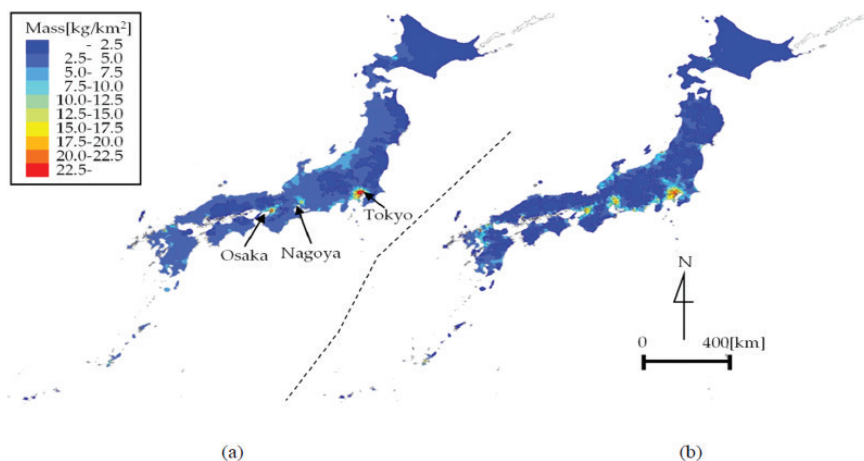 Mass[kg/km²]
- 2.5
2.5- 5.0
5.0- 7.5
7.5-10.0
10.0-12.5
12.5-15.0
15.0-17.5
17.5-20.0
20.0-22.5
22.5-
Tokyo
Osaka
Nagoya
N
0 400[km]
(a)
(b)